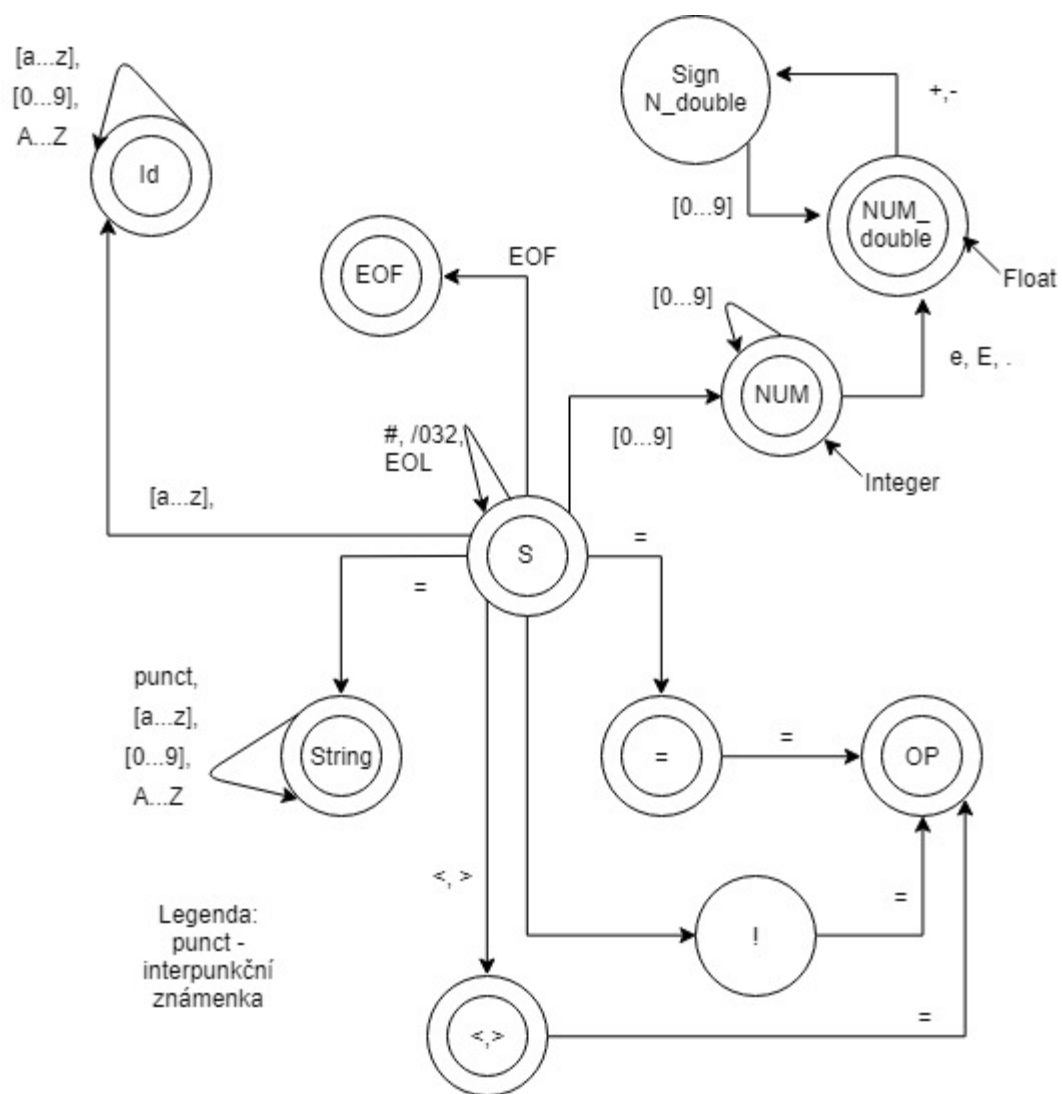 [a...z],
[0...9],
A...Z
Id
Sign
N_double
+,-
[0...9]
NUM_
double
Float
EOF
EOF
[0...9]
e, E, .
NUM
[0...9]
Integer
#, /032,
EOL
[a...z],
S
=
=
punct,
[a...z],
[0...9],
A...Z
String
=
=
OP
<, >
=
!
Legenda:
punct -
interpunkční
známenka
<,>
=